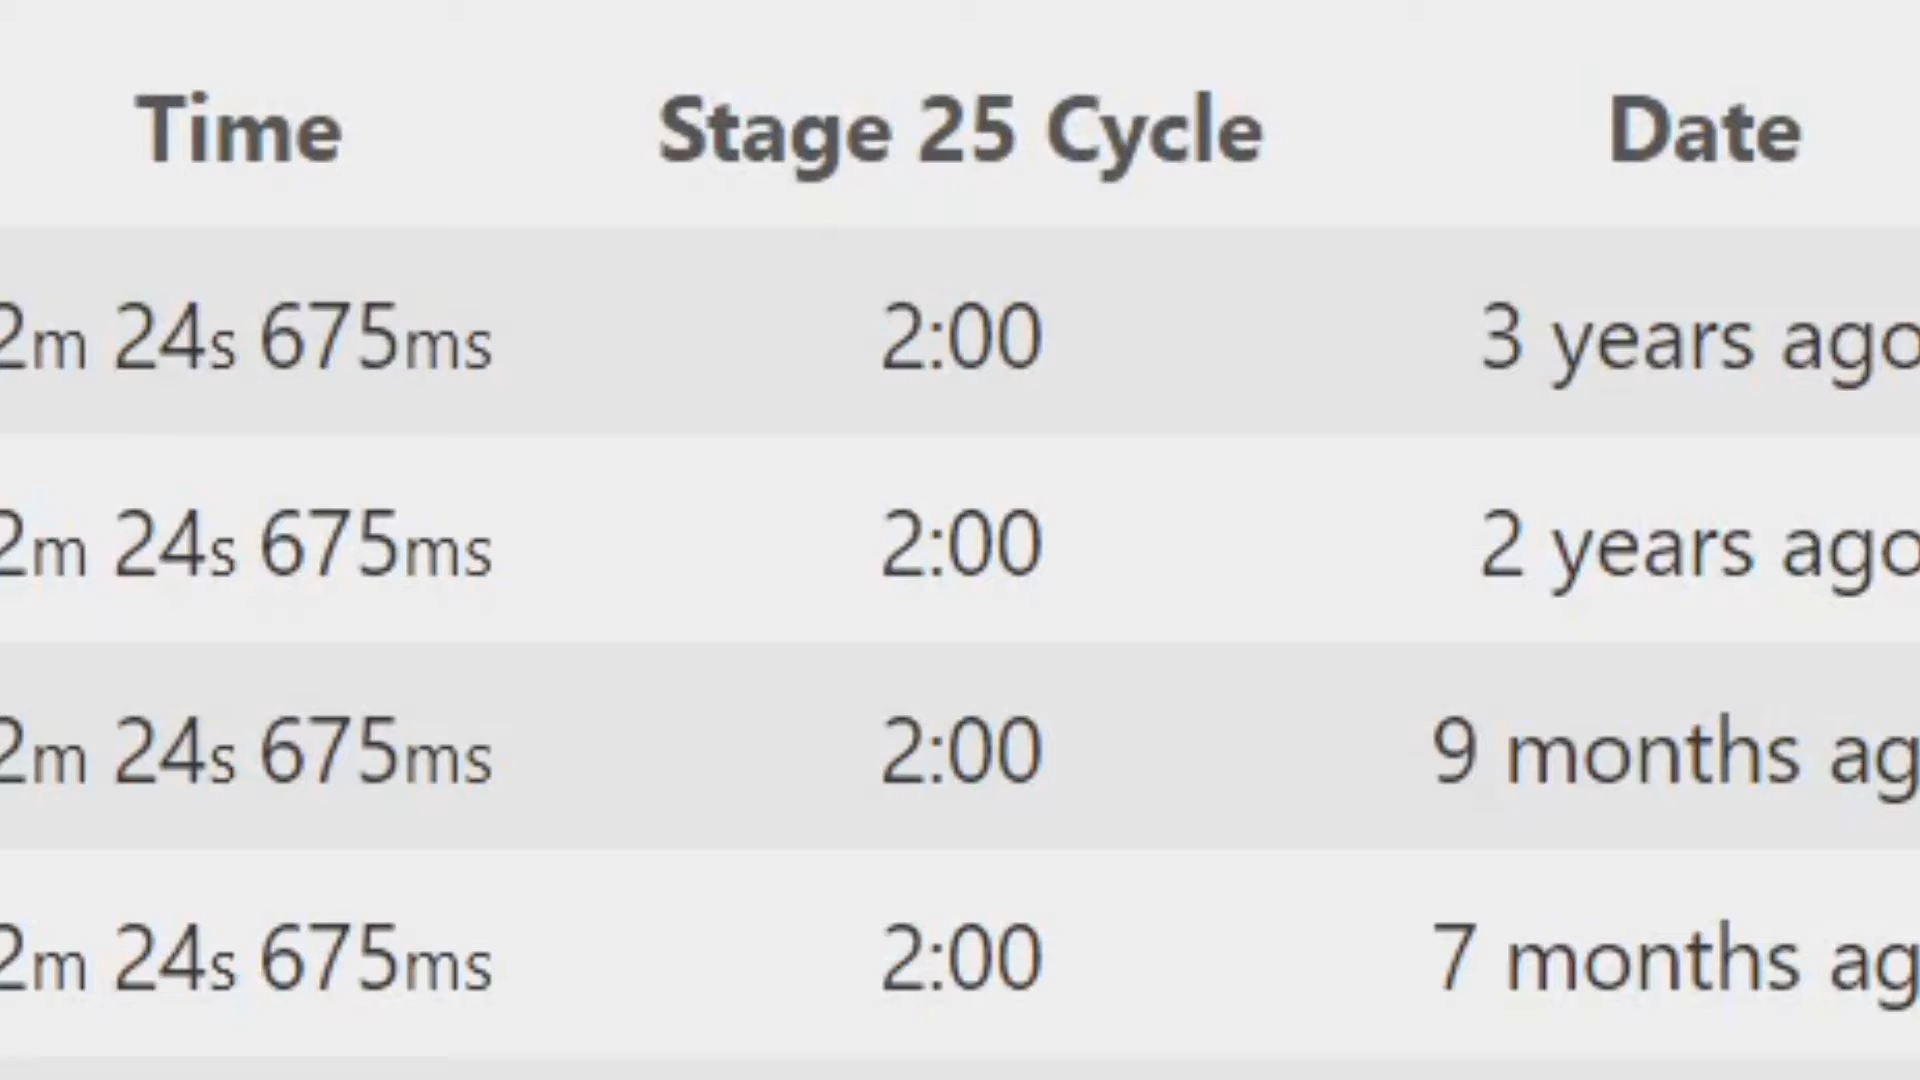 Time Stage 25 Cycle Date
2m 24s 675ms 2:00 3 years ago
2m 24s 675ms 2:00 2 years ago
2m 24s 675ms 2:00 9 months ag
2m 24s 675ms 2:00 7 months ag